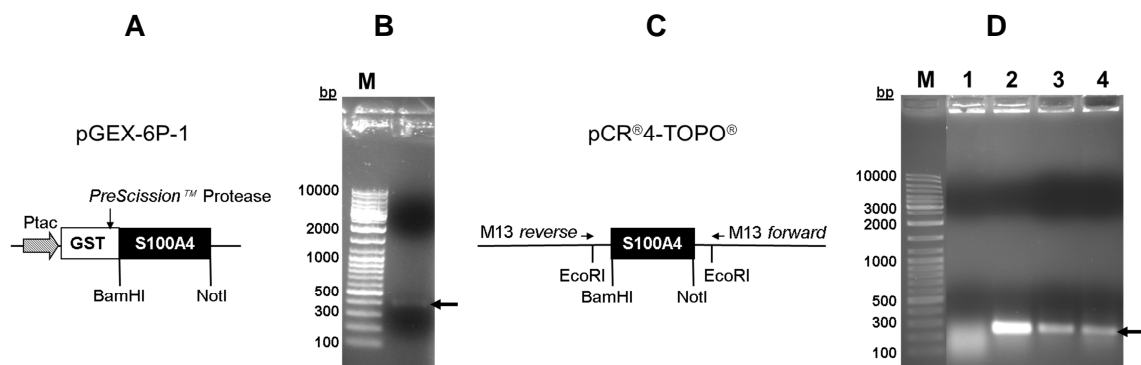 A
pGEX-6P-1
PreScission™ Protease
Ptac
GST
S100A4
BamHI
NotI
B
M
bp
10000
2000
1000
500
300
100
C
pCR®4-TOPO®
M13 reverse
S100A4
M13 forward
EcoRI
EcoRI
BamHI
NotI
D
M 1 2 3 4
bp
10000
3000
2000
1000
500
300
100